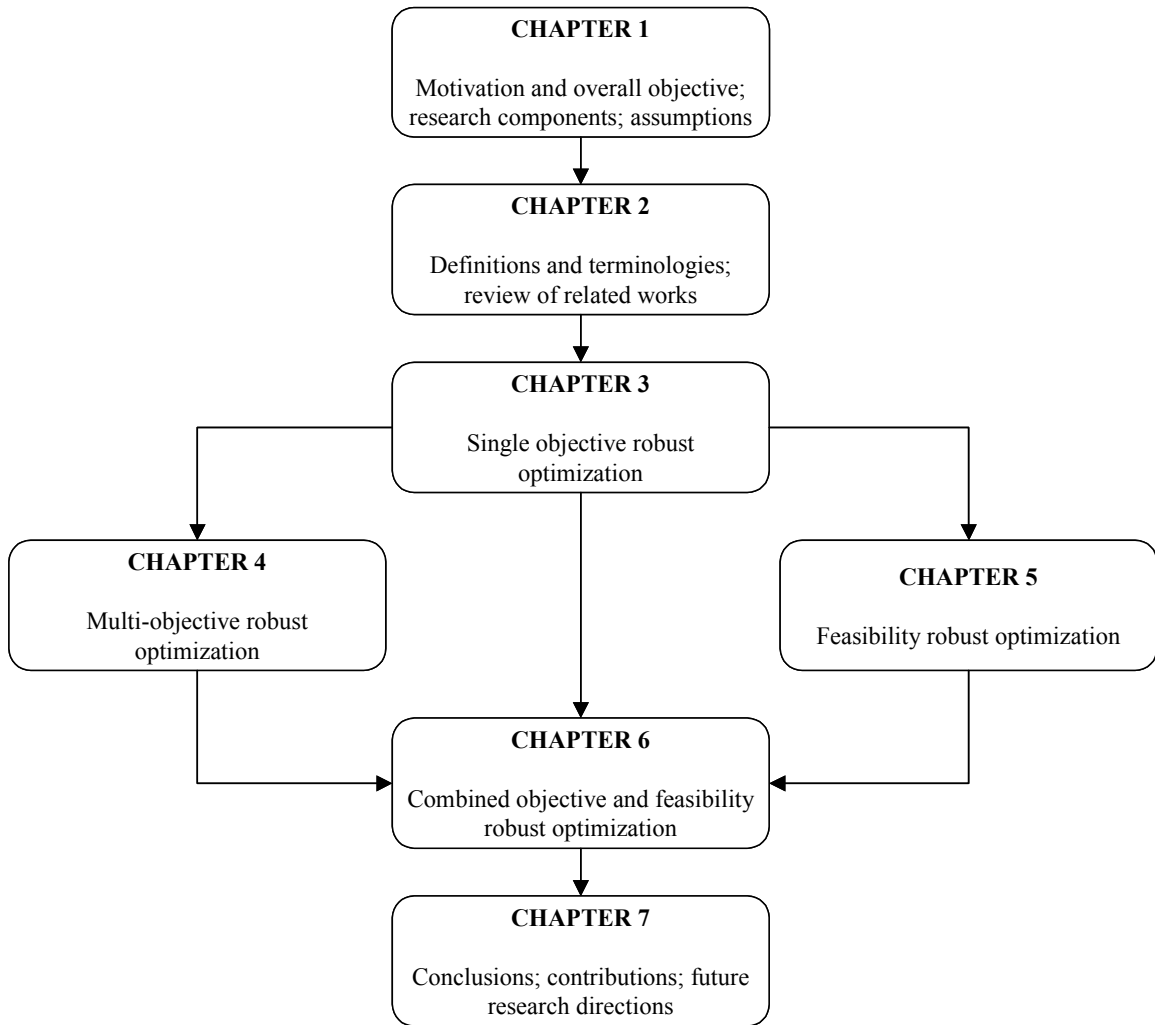 CHAPTER 1
Motivation and overall objective;
research components; assumptions
CHAPTER 2
Definitions and terminologies;
review of related works
CHAPTER 3
Single objective robust
optimization
CHAPTER 4
Multi-objective robust
optimization
CHAPTER 5
Feasibility robust optimization
CHAPTER 6
Combined objective and feasibility
robust optimization
CHAPTER 7
Conclusions; contributions; future
research directions